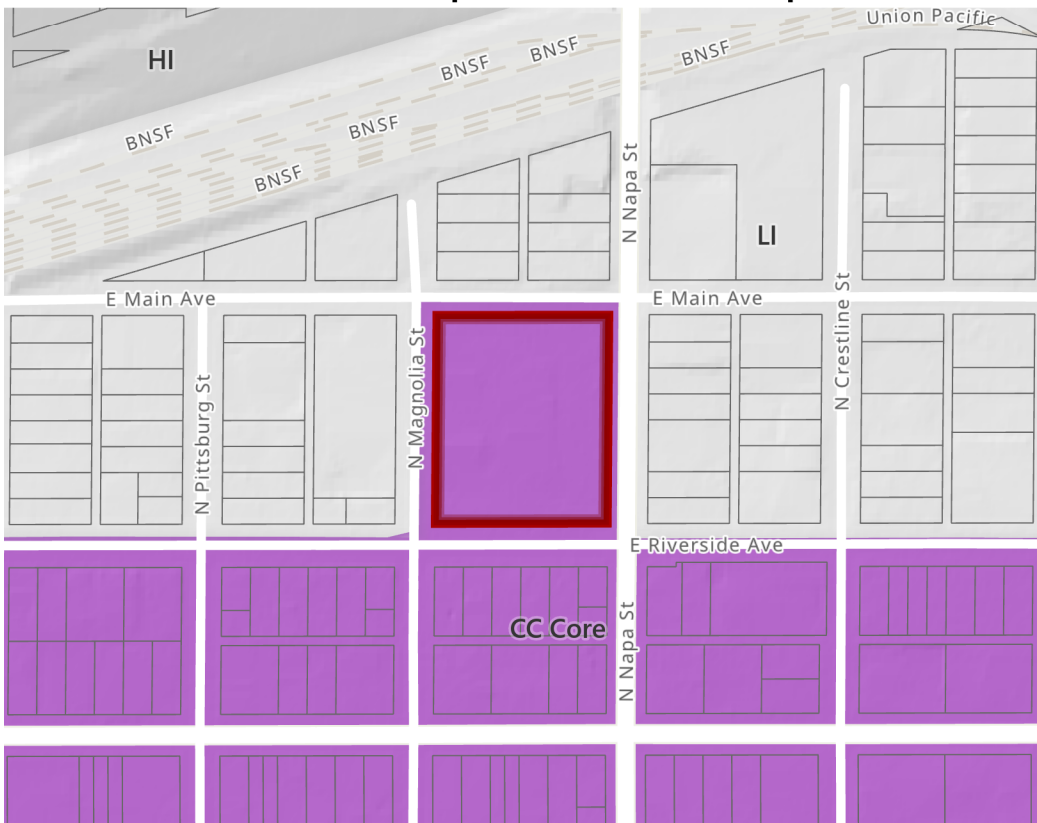 Union Pacific
HI
BNSF
BNSF
BNSF
BNSF
BNSF
BNSF
N Napa St
LI
E Main Ave
E Main Ave
N Pittsburg St
N Magnolia St
N Crestline St
E Riverside Ave
CC Core
N Napa St